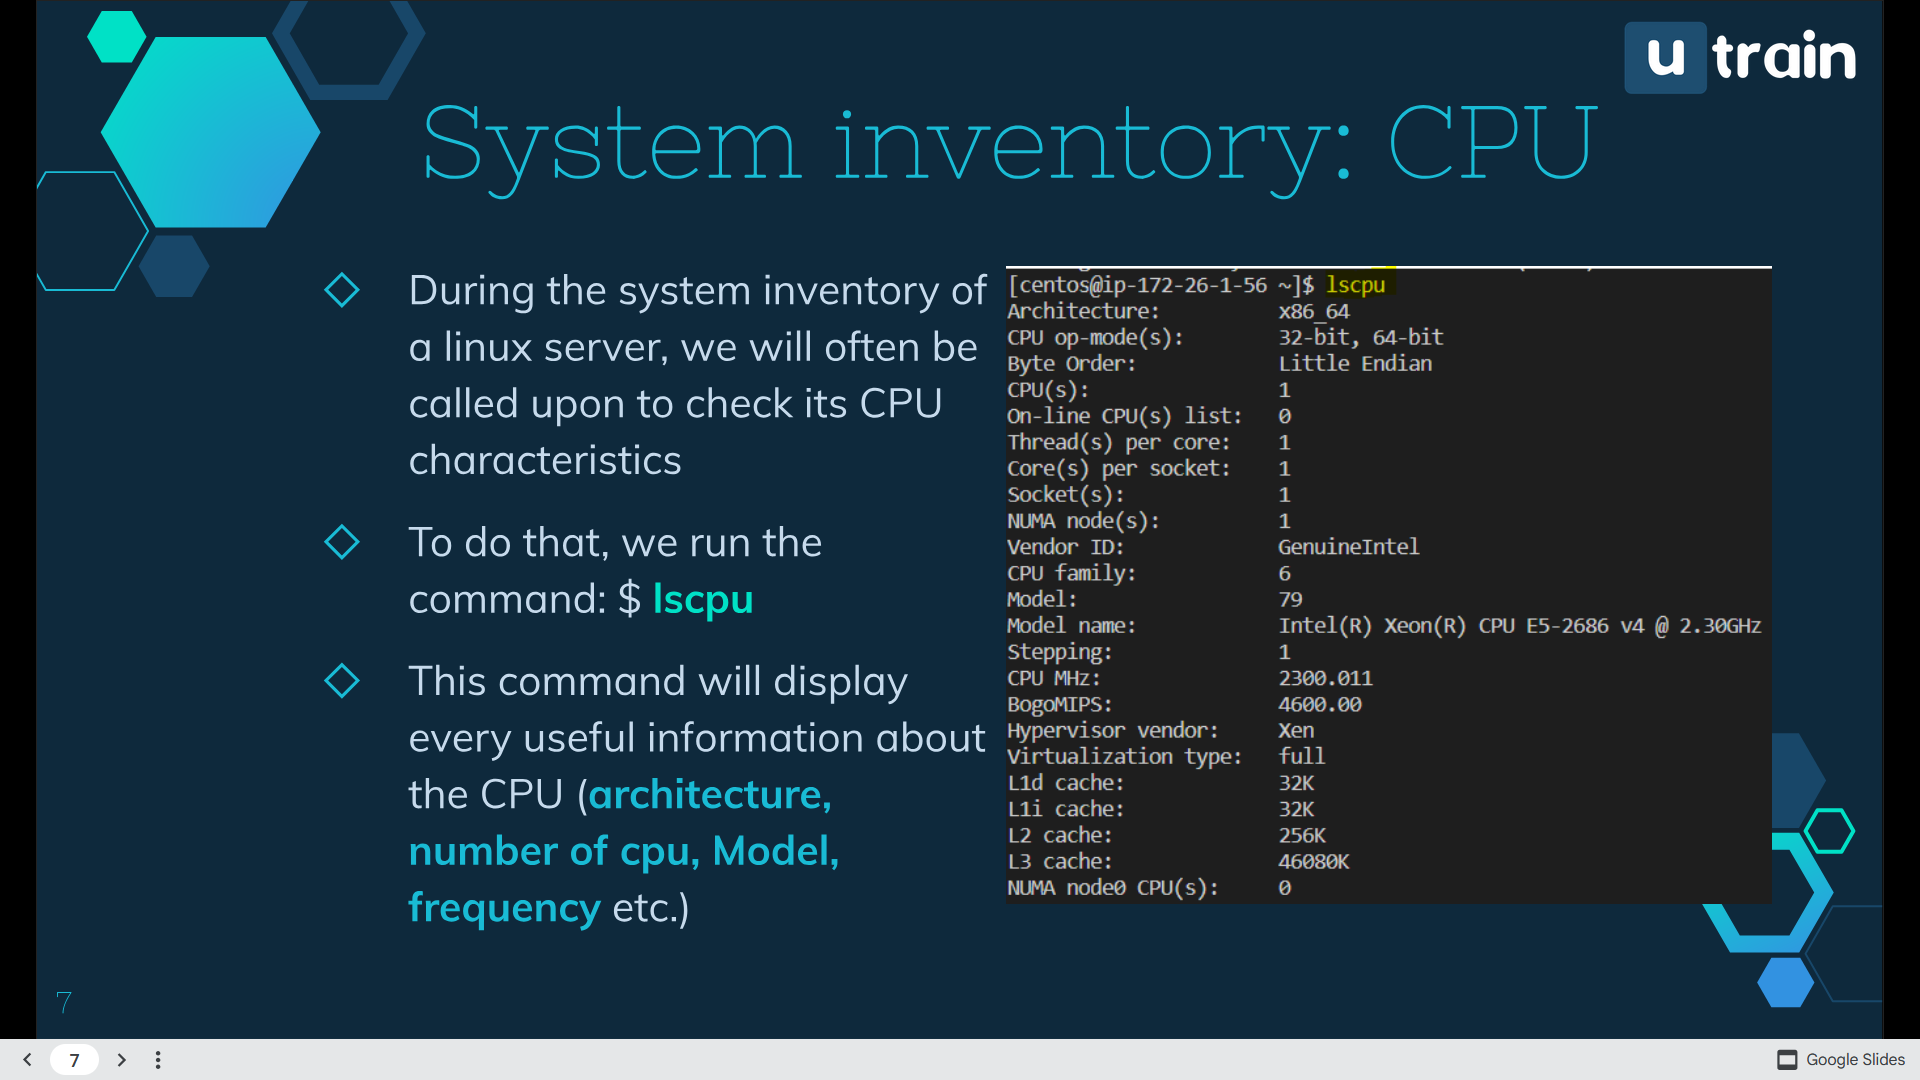 u train
System inventory: CPU
During the system inventory of
a linux server, we will often be
called upon to check its CPU
characteristics
To do that, we run the
command: $ lscpu
This command will display
every useful information about
the CPU (architecture,
number of cpu, Model,
frequency etc.)
[centos@ip-172-26-1-56 ~]$ lscpu
Architecture: x86_64
CPU op-mode(s): 32-bit, 64-bit
Byte Order: Little Endian
CPU(s): 1
On-line CPU(s) list: 0
Thread(s) per core: 1
Core(s) per socket: 1
Socket(s): 1
NUMA node(s): 1
Vendor ID: GenuineIntel
CPU family: 6
Model: 79
Model name: Intel(R) Xeon(R) CPU E5-2686 v4 @ 2.30GHz
Stepping: 1
CPU MHz: 2300.011
BogoMIPS: 4600.00
Hypervisor vendor: Xen
Virtualization type: full
L1d cache: 32K
L1i cache: 32K
L2 cache: 256K
L3 cache: 46080K
NUMA node0 CPU(s): 0
7
7
Google Slides